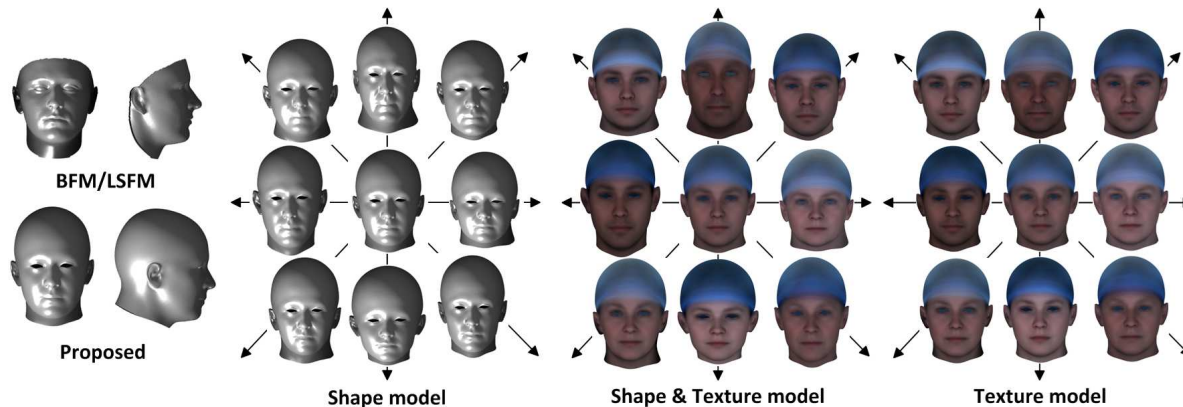 BFM/LSFM
Proposed
Shape model
Shape & Texture model
Texture model